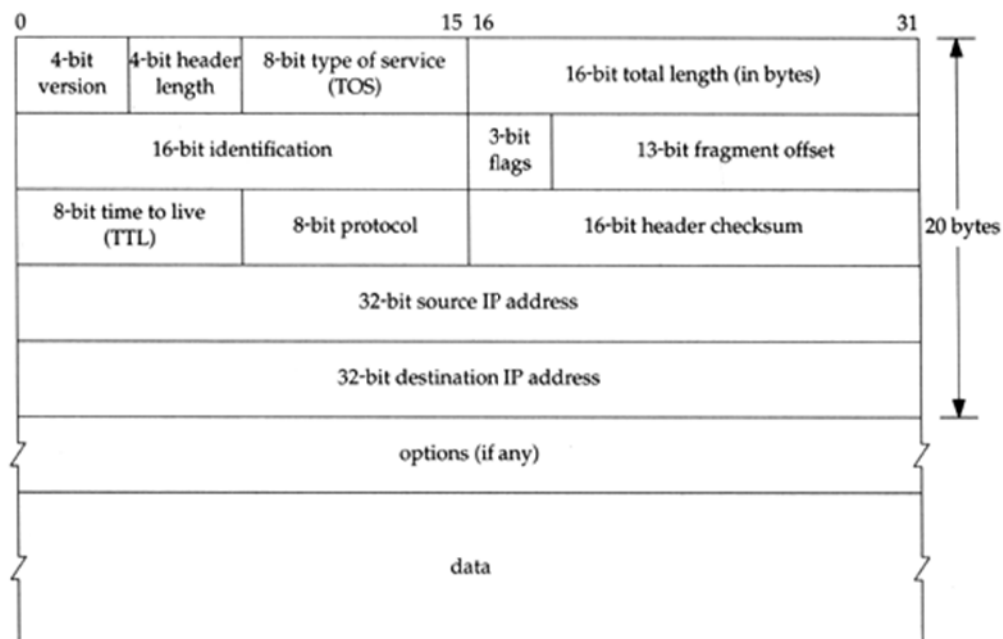 0 15 16 31
4-bit version
4-bit header length
8-bit type of service (TOS)
16-bit total length (in bytes)
16-bit identification
3-bit flags
13-bit fragment offset
8-bit time to live (TTL)
8-bit protocol
16-bit header checksum
20 bytes
32-bit source IP address
32-bit destination IP address
options (if any)
data